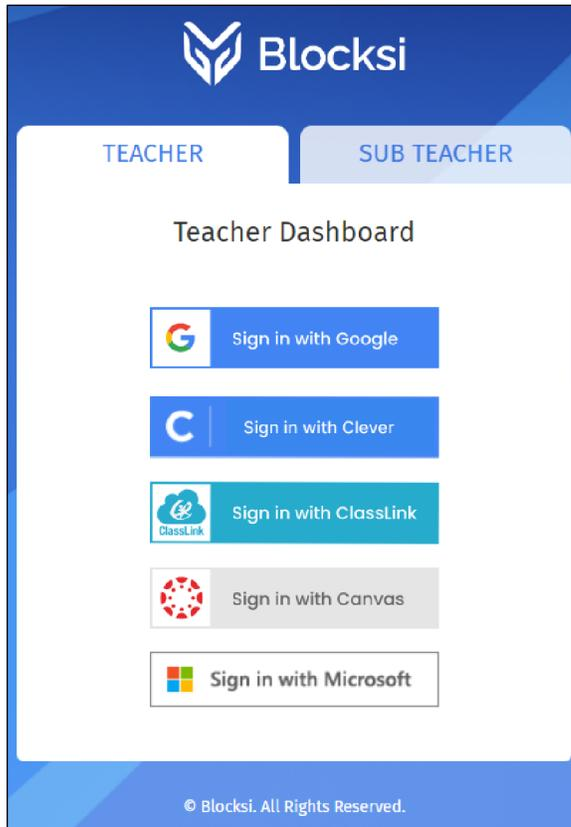 Blocksi
TEACHER
SUB TEACHER
Teacher Dashboard
Sign in with Google
Sign in with Clever
ClassLink
Sign in with ClassLink
Sign in with Canvas
Sign in with Microsoft
© Blocksi. All Rights Reserved.